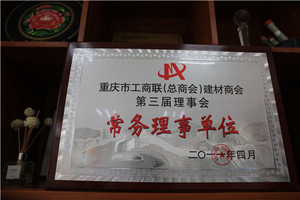 重庆市工商联(总商会)建材商会
第三届理事会
常务理事单位
二〇一一年四月